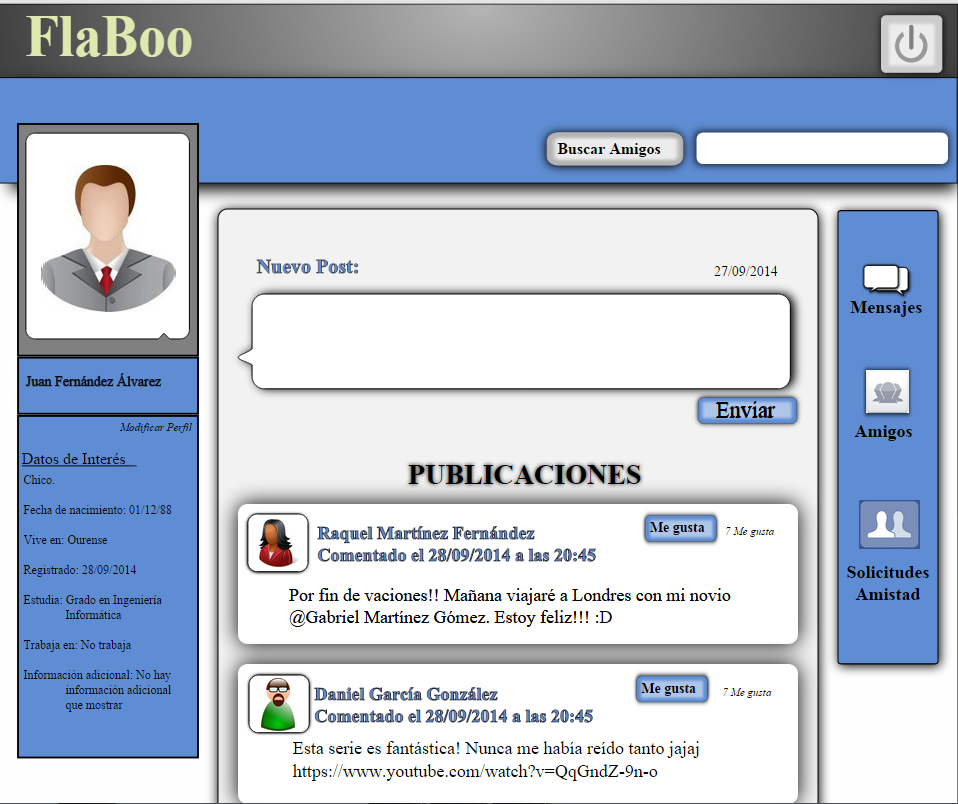 FlaBoo
Buscar Amigos
Juan Fernández Álvarez
Modificar Perfil
Datos de Interés
Chico.
Fecha de nacimiento: 01/12/88
Vive en: Ourense
Registrado: 28/09/2014
Estudia: Grado en Ingeniería
Informática
Trabaja en: No trabaja
Información adicional: No hay
información adicional
que mostrar
Nuevo Post:
27/09/2014
Envíar
PUBLICACIONES
Raquel Martínez Fernández
Comentado el 28/09/2014 a las 20:45
Me gusta
7 Me gusta
Por fin de vaciones!! Mañana viajaré a Londres con mi novio
@Gabriel Martínez Gómez. Estoy feliz!!! :D
Daniel García González
Comentado el 28/09/2014 a las 20:45
Me gusta
7 Me gusta
Esta serie es fantástica! Nunca me había reído tanto jajaj
https://www.youtube.com/watch?v=QqGndZ-9n-o
Mensajes
Amigos
Solicitudes
Amistad